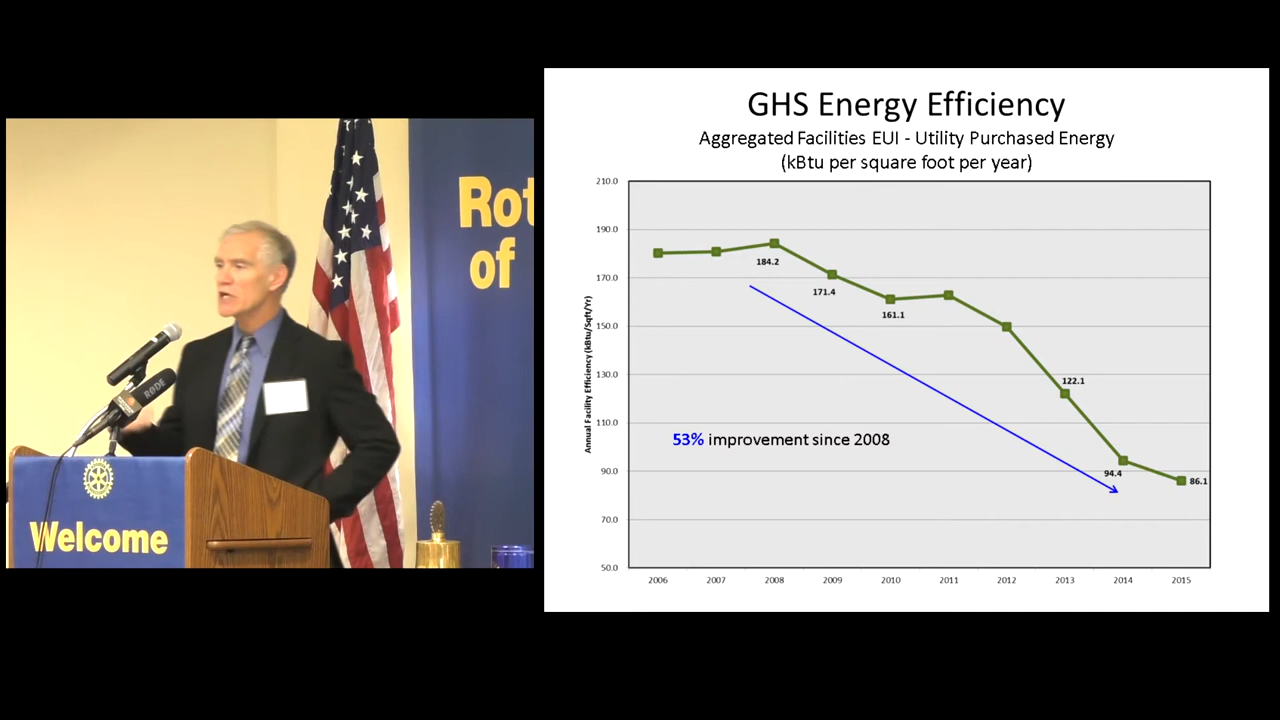 Rot
of
RØDE
Welcome
GHS Energy Efficiency
Aggregated Facilities EUI - Utility Purchased Energy
(kBtu per square foot per year)
Annual Facility Efficiency (kBtu/Sqft/Yr)
210.0
190.0
170.0
150.0
130.0
110.0
90.0
70.0
50.0
184.2
171.4
161.1
122.1
94.4
86.1
53% improvement since 2008
2006 2007 2008 2009 2010 2011 2012 2013 2014 2015